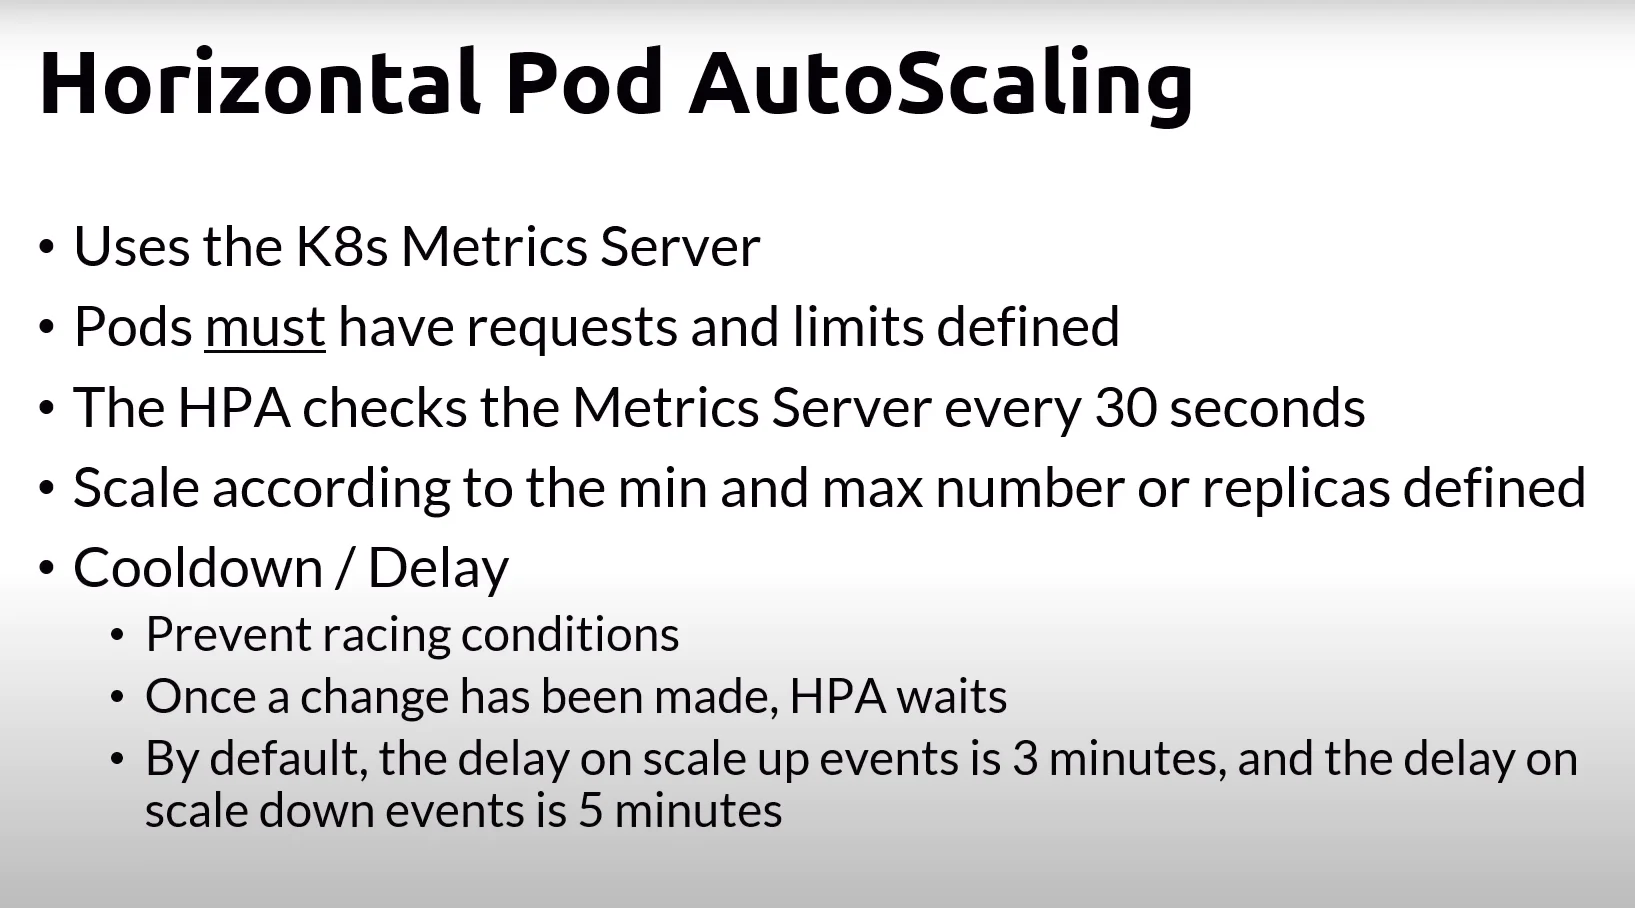 Horizontal Pod AutoScaling
• Uses the K8s Metrics Server
• Pods must have requests and limits defined
• The HPA checks the Metrics Server every 30 seconds
• Scale according to the min and max number or replicas defined
• Cooldown / Delay
• Prevent racing conditions
• Once a change has been made, HPA waits
• By default, the delay on scale up events is 3 minutes, and the delay on
scale down events is 5 minutes